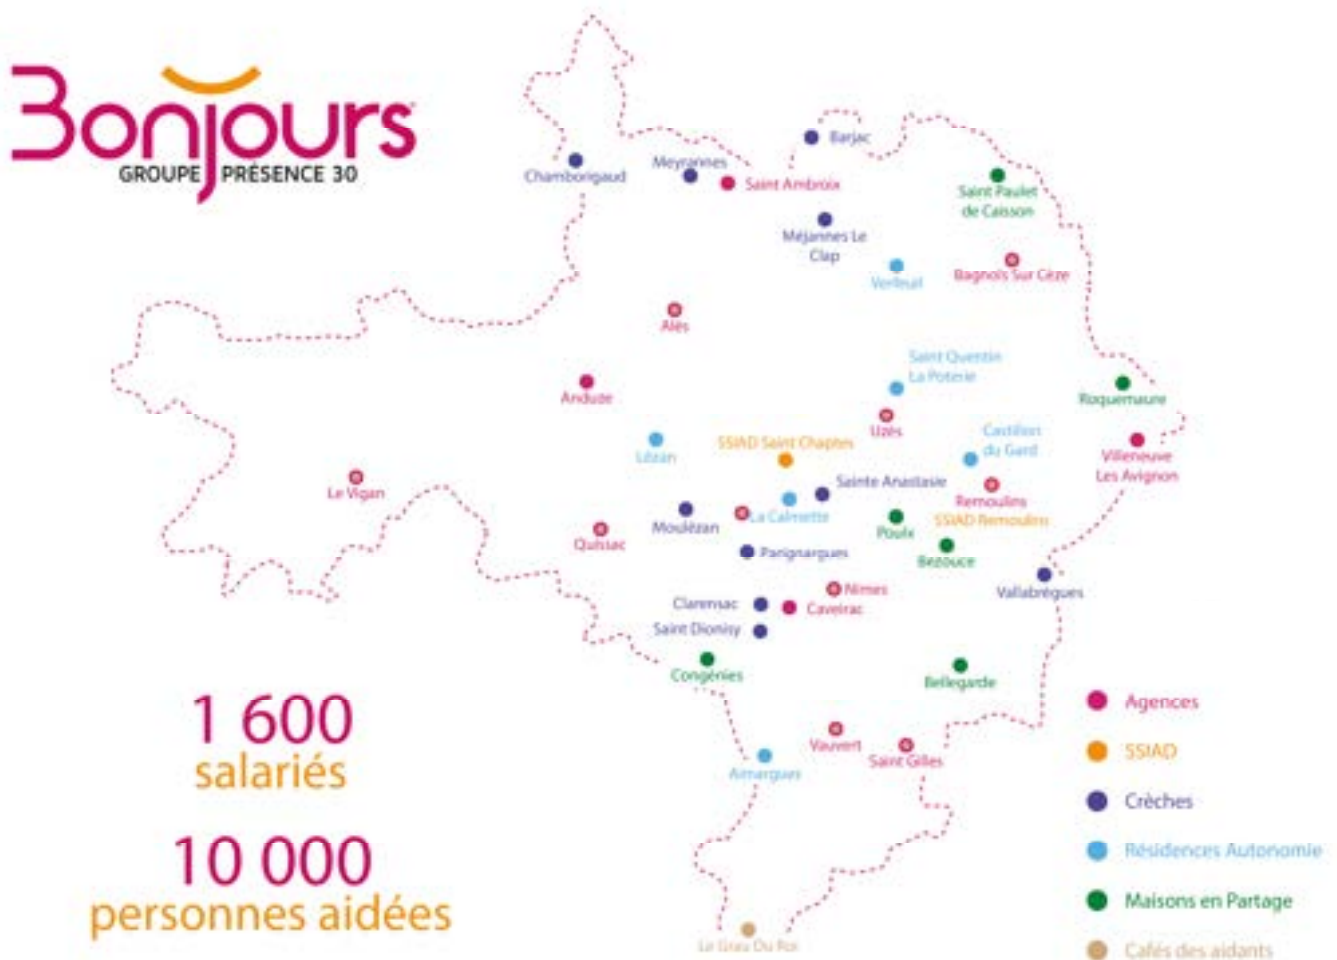 Bonjours
GROUPE PRÉSENCE 30
Barjac
Meyrannes
Chamborigaud
Saint Ambroix
Saint Paulet
de Caisson
Méjannes Le
Clap
Verfeuil
Bagnols Sur Cèze
Alès
Saint Quentin
La Poterie
Anduze
Roquemaure
Uzès
Castillon
du Gard
SSIAD Saint Chaptes
Lézan
Villeneuve
Les Avignon
Sainte Anastasie
Le Vigan
Remoulins
SSIAD Remoulins
La Calmette
Moulézan
Poulx
Quissac
Parignargues
Bezouce
Vallabrègues
Nîmes
Clarensac
Caveirac
Saint Dionisy
Congénies
Bellegarde
1 600
salariés
Vauvert
Saint Gilles
Aimargues
10 000
personnes aidées
Le Grau Du Roi
Agences
SSIAD
Crèches
Résidences Autonomie
Maisons en Partage
Cafés des aidants